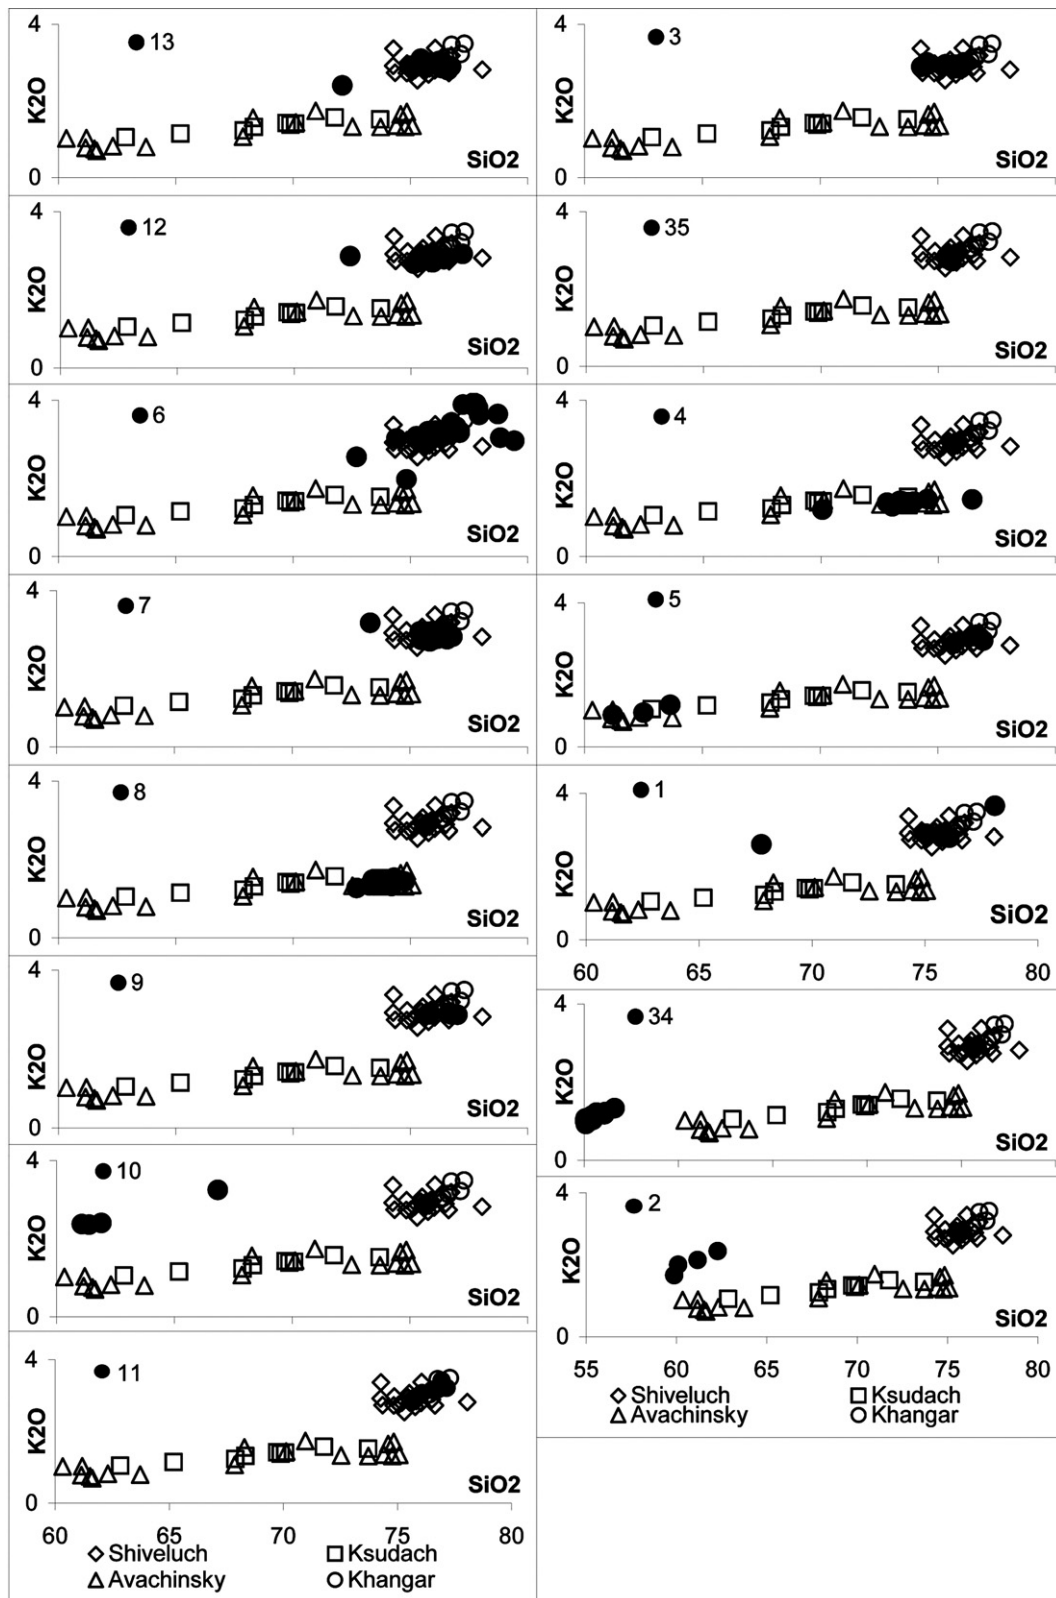 4
13
K2O
SiO2
0
4
12
K2O
SiO2
0
4
6
K2O
SiO2
0
4
7
K2O
SiO2
0
4
8
K2O
SiO2
0
4
9
K2O
SiO2
0
4
10
K2O
SiO2
0
4
11
K2O
SiO2
0
60 65 70 75 80
Shiveluch Ksudach
Avachinsky Khangar
4
3
K2O
SiO2
0
4
35
K2O
SiO2
0
4
4
K2O
SiO2
0
4
5
K2O
SiO2
0
4
1
K2O
SiO2
0
60 65 70 75 80
4
34
K2O
SiO2
0
4
2
K2O
SiO2
0
55 60 65 70 75 80
Shiveluch Ksudach
Avachinsky Khangar